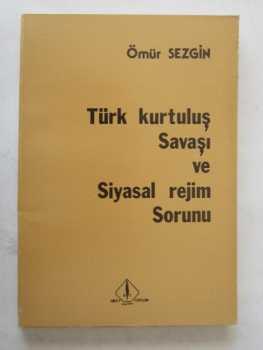 Ömür SEZGİN
Türk kurtuluş
Savaşı
ve
Siyasal rejim
Sorunu